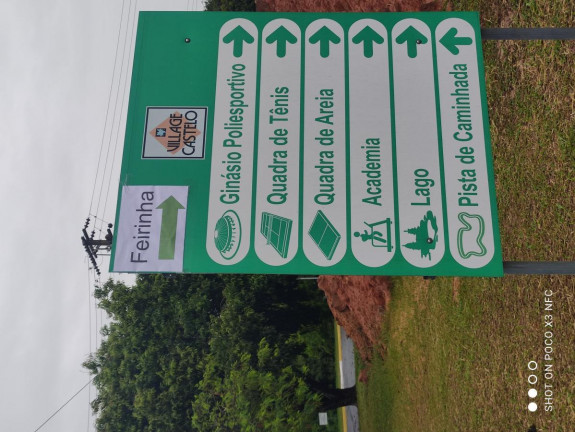 Feirinha
VILLAGE
CASTELO
Ginásio Poliesportivo
Quadra de Tênis
Quadra de Areia
Academia
Lago
Pista de Caminhada
SHOT ON POCO X3 NFC